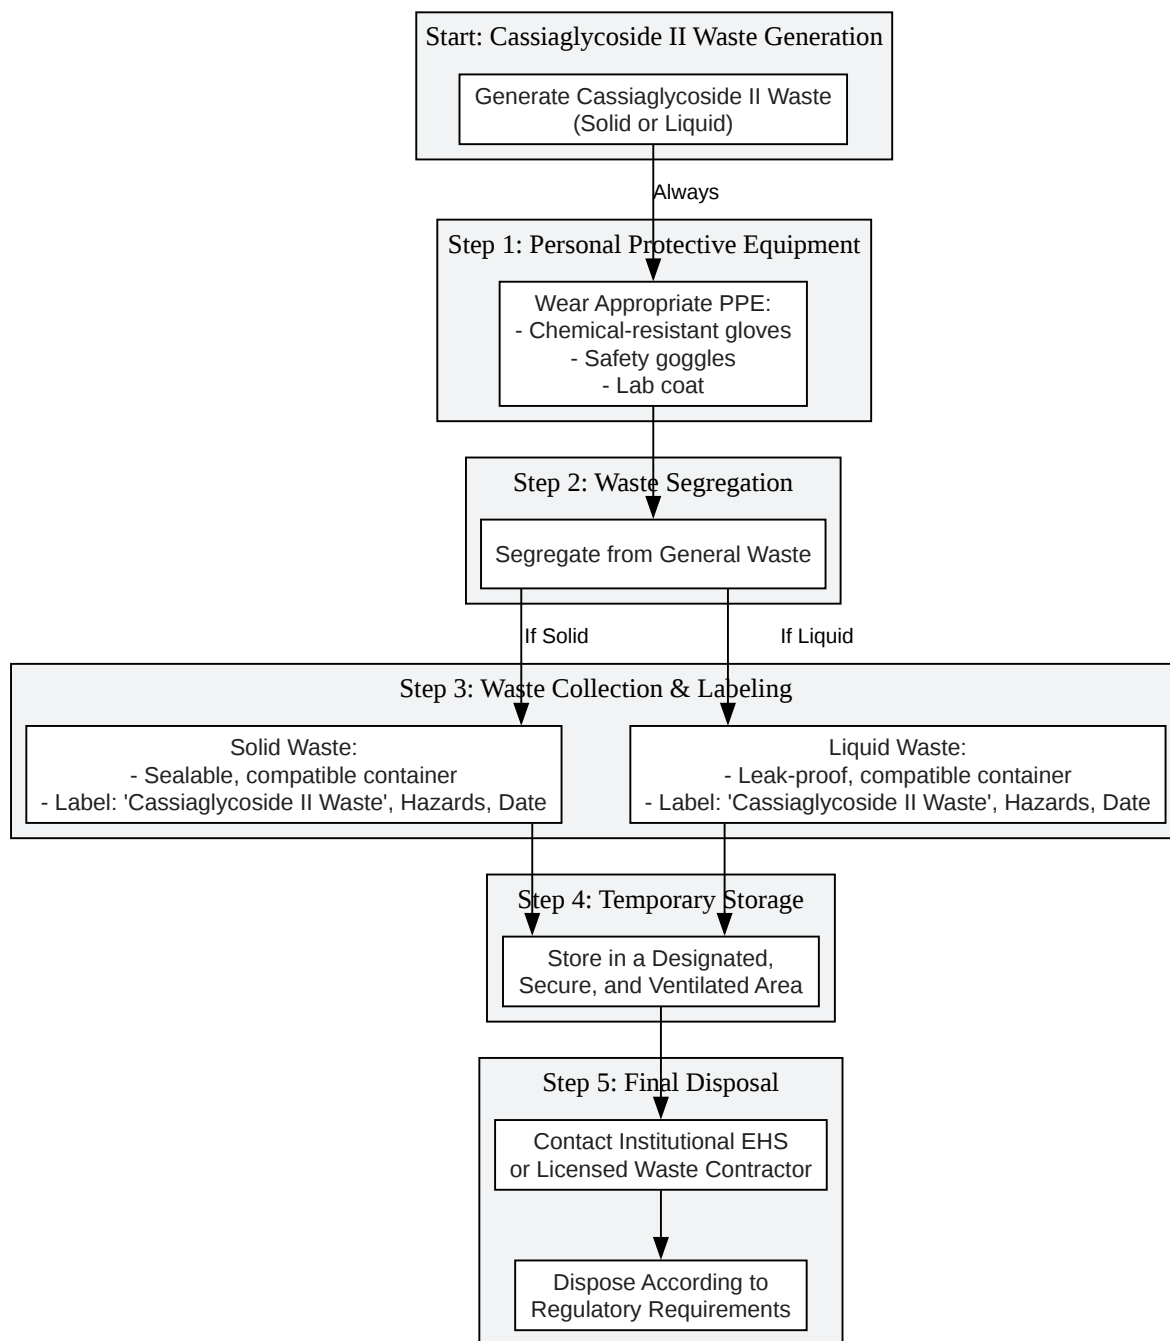 Start: Cassiaglycoside II Waste Generation
Generate Cassiaglycoside II Waste
(Solid or Liquid)
Always
Step 1: Personal Protective Equipment
Wear Appropriate PPE:
- Chemical-resistant gloves
- Safety goggles
- Lab coat
Step 2: Waste Segregation
Segregate from General Waste
If Solid
If Liquid
Step 3: Waste Collection & Labeling
Solid Waste:
- Sealable, compatible container
- Label: 'Cassiaglycoside II Waste', Hazards, Date
Liquid Waste:
- Leak-proof, compatible container
- Label: 'Cassiaglycoside II Waste', Hazards, Date
Step 4: Temporary Storage
Store in a Designated,
Secure, and Ventilated Area
Step 5: Final Disposal
Contact Institutional EHS
or Licensed Waste Contractor
Dispose According to
Regulatory Requirements